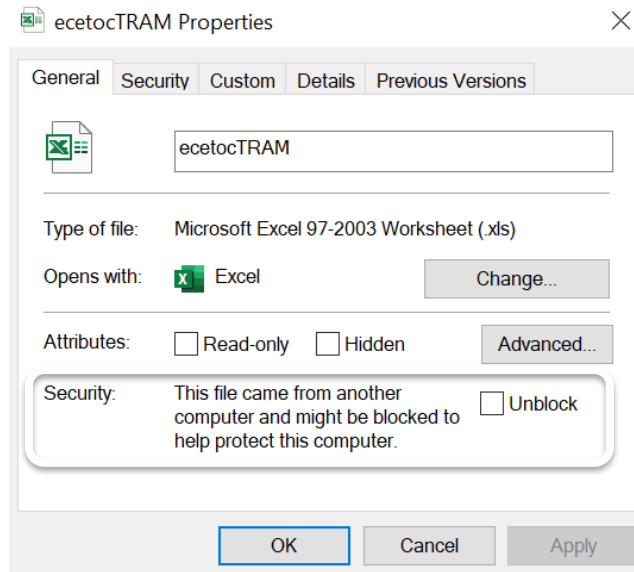 ecetocTRAM Properties
General Security Custom Details Previous Versions
ecetocTRAM
Type of file: Microsoft Excel 97-2003 Worksheet (.xls)
Opens with: Excel Change...
Attributes: Read-only Hidden Advanced...
Security: This file came from another
computer and might be blocked to
help protect this computer.
Unblock
OK Cancel Apply